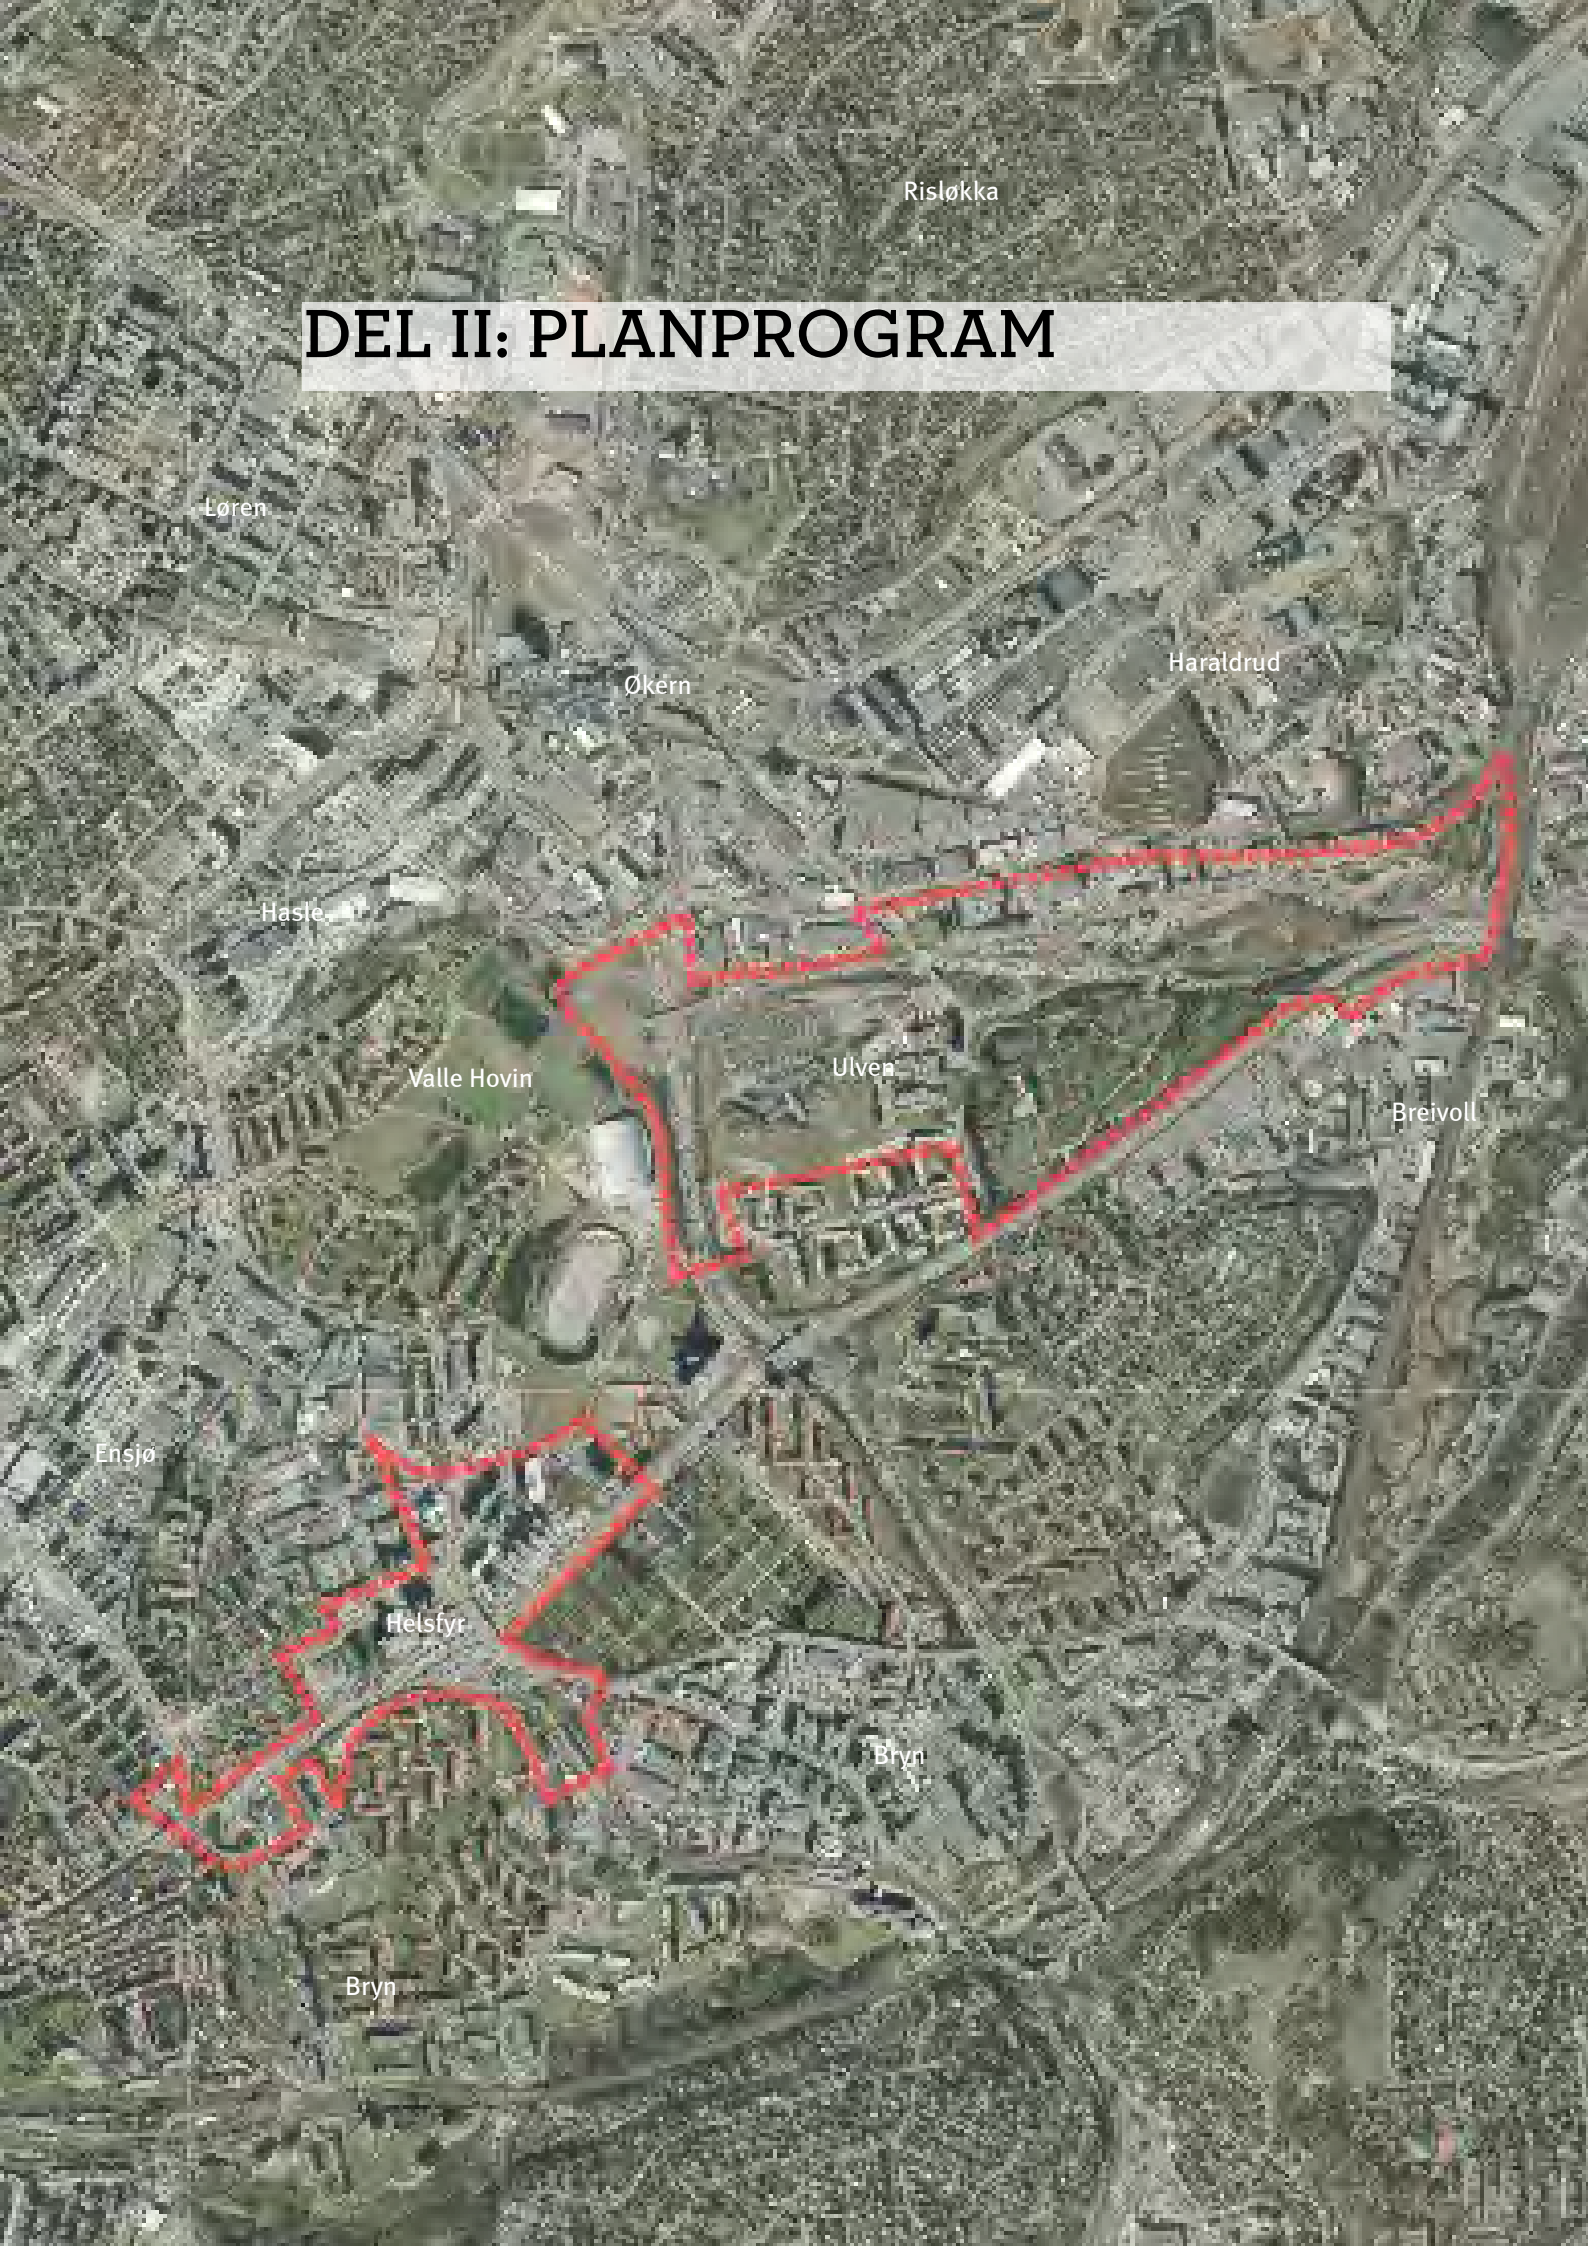 Risløkka
DEL II: PLANPROGRAM
Løren
Haraldrud
Økern
Hasle
Ulven
Valle Hovin
Breivoll
Ensjø
Helsfyr
Bryn
Bryn